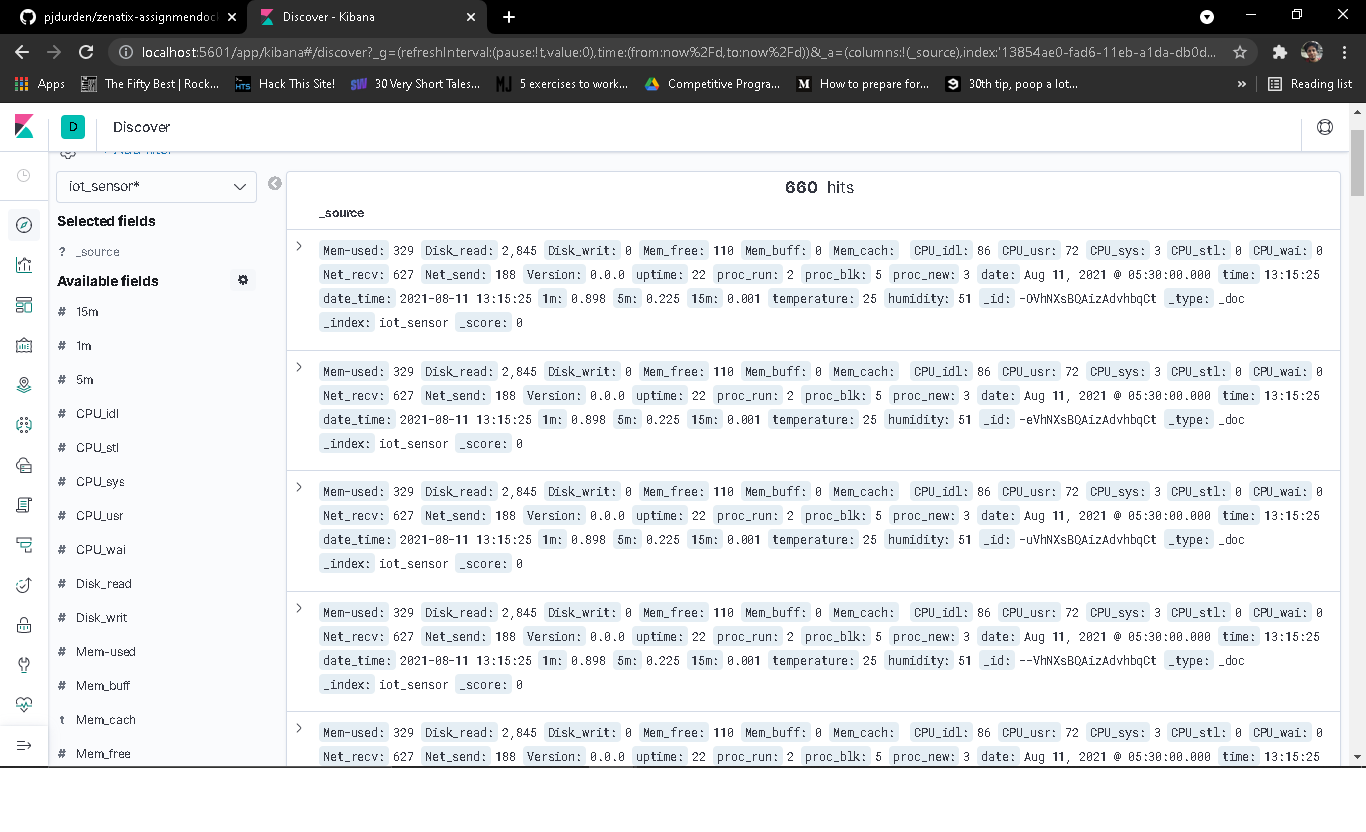 pjdurden/zenatix-assignmendock
Discover - Kibana
localhost:5601/app/kibana#/discover?_g=(refreshInterval:(pause:!t,value:0),time:(from:now%2Fd,to:now%2Fd))&_a=(columns:!(_source),index:'13854ae0-fad6-11eb-a1da-db0d...
Apps The Fifty Best | Rock... Hack This Site! 30 Very Short Tales... 5 exercises to work... Competitive Progra... How to prepare for... 30th tip, poop a lot... » Reading list
D Discover
iot_sensor*
Selected fields
? _source
Available fields
# 15m
# 1m
# 5m
# CPU_idl
# CPU_stl
# CPU_sys
# CPU_usr
# CPU_wai
# Disk_read
# Disk_writ
# Mem-used
# Mem_buff
t Mem_cach
# Mem_free
660 hits
_source
Mem-used: 329 Disk_read: 2,845 Disk_writ: 0 Mem_free: 110 Mem_buff: 0 Mem_cach: CPU_idl: 86 CPU_usr: 72 CPU_sys: 3 CPU_stl: 0 CPU_wai: 0
Net_recv: 627 Net_send: 188 Version: 0.0.0 uptime: 22 proc_run: 2 proc_blk: 5 proc_new: 3 date: Aug 11, 2021 @ 05:30:00.000 time: 13:15:25
date_time: 2021-08-11 13:15:25 1m: 0.898 5m: 0.225 15m: 0.001 temperature: 25 humidity: 51 _id: -OVhNXsBQAizAdvhbqCt _type: _doc
_index: iot_sensor _score: 0
Mem-used: 329 Disk_read: 2,845 Disk_writ: 0 Mem_free: 110 Mem_buff: 0 Mem_cach: CPU_idl: 86 CPU_usr: 72 CPU_sys: 3 CPU_stl: 0 CPU_wai: 0
Net_recv: 627 Net_send: 188 Version: 0.0.0 uptime: 22 proc_run: 2 proc_blk: 5 proc_new: 3 date: Aug 11, 2021 @ 05:30:00.000 time: 13:15:25
date_time: 2021-08-11 13:15:25 1m: 0.898 5m: 0.225 15m: 0.001 temperature: 25 humidity: 51 _id: -eVhNXsBQAizAdvhbqCt _type: _doc
_index: iot_sensor _score: 0
Mem-used: 329 Disk_read: 2,845 Disk_writ: 0 Mem_free: 110 Mem_buff: 0 Mem_cach: CPU_idl: 86 CPU_usr: 72 CPU_sys: 3 CPU_stl: 0 CPU_wai: 0
Net_recv: 627 Net_send: 188 Version: 0.0.0 uptime: 22 proc_run: 2 proc_blk: 5 proc_new: 3 date: Aug 11, 2021 @ 05:30:00.000 time: 13:15:25
date_time: 2021-08-11 13:15:25 1m: 0.898 5m: 0.225 15m: 0.001 temperature: 25 humidity: 51 _id: -uVhNXsBQAizAdvhbqCt _type: _doc
_index: iot_sensor _score: 0
Mem-used: 329 Disk_read: 2,845 Disk_writ: 0 Mem_free: 110 Mem_buff: 0 Mem_cach: CPU_idl: 86 CPU_usr: 72 CPU_sys: 3 CPU_stl: 0 CPU_wai: 0
Net_recv: 627 Net_send: 188 Version: 0.0.0 uptime: 22 proc_run: 2 proc_blk: 5 proc_new: 3 date: Aug 11, 2021 @ 05:30:00.000 time: 13:15:25
date_time: 2021-08-11 13:15:25 1m: 0.898 5m: 0.225 15m: 0.001 temperature: 25 humidity: 51 _id: --VhNXsBQAizAdvhbqCt _type: _doc
_index: iot_sensor _score: 0
Mem-used: 329 Disk_read: 2,845 Disk_writ: 0 Mem_free: 110 Mem_buff: 0 Mem_cach: CPU_idl: 86 CPU_usr: 72 CPU_sys: 3 CPU_stl: 0 CPU_wai: 0
Net_recv: 627 Net_send: 188 Version: 0.0.0 uptime: 22 proc_run: 2 proc_blk: 5 proc_new: 3 date: Aug 11, 2021 @ 05:30:00.000 time: 13:15:25